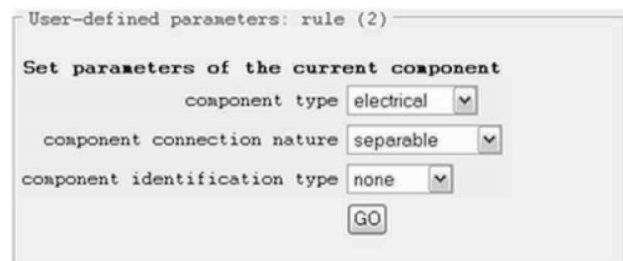 User-defined parameters: rule (2)
Set parameters of the current component
component type electrical
component connection nature separable
component identification type none
GO